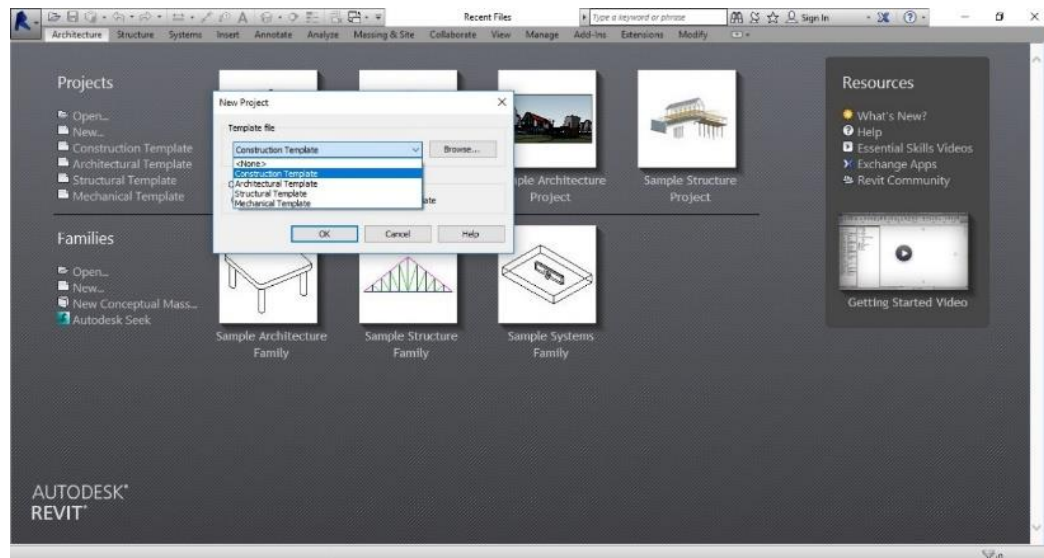 Recent Files
Type a keyword or phrase
Sign In
Architecture Structure Systems Insert Annotate Analyze Massing & Site Collaborate View Manage Add-Ins Extensions Modify
Projects
Open...
New...
Construction Template
Architectural Template
Structural Template
Mechanical Template
New Project
Template file
Construction Template
Browse...
<None>
Construction Template
Architectural Template
Structural Template
Mechanical Template
OK Cancel Help
ple Architecture
Project
Sample Structure
Project
Resources
What's New?
Help
Essential Skills Videos
Exchange Apps
Revit Community
Getting Started Video
Families
Open...
New...
New Conceptual Mass...
Autodesk Seek
Sample Architecture
Family
Sample Structure
Family
Sample Systems
Family
AUTODESK®
REVIT®